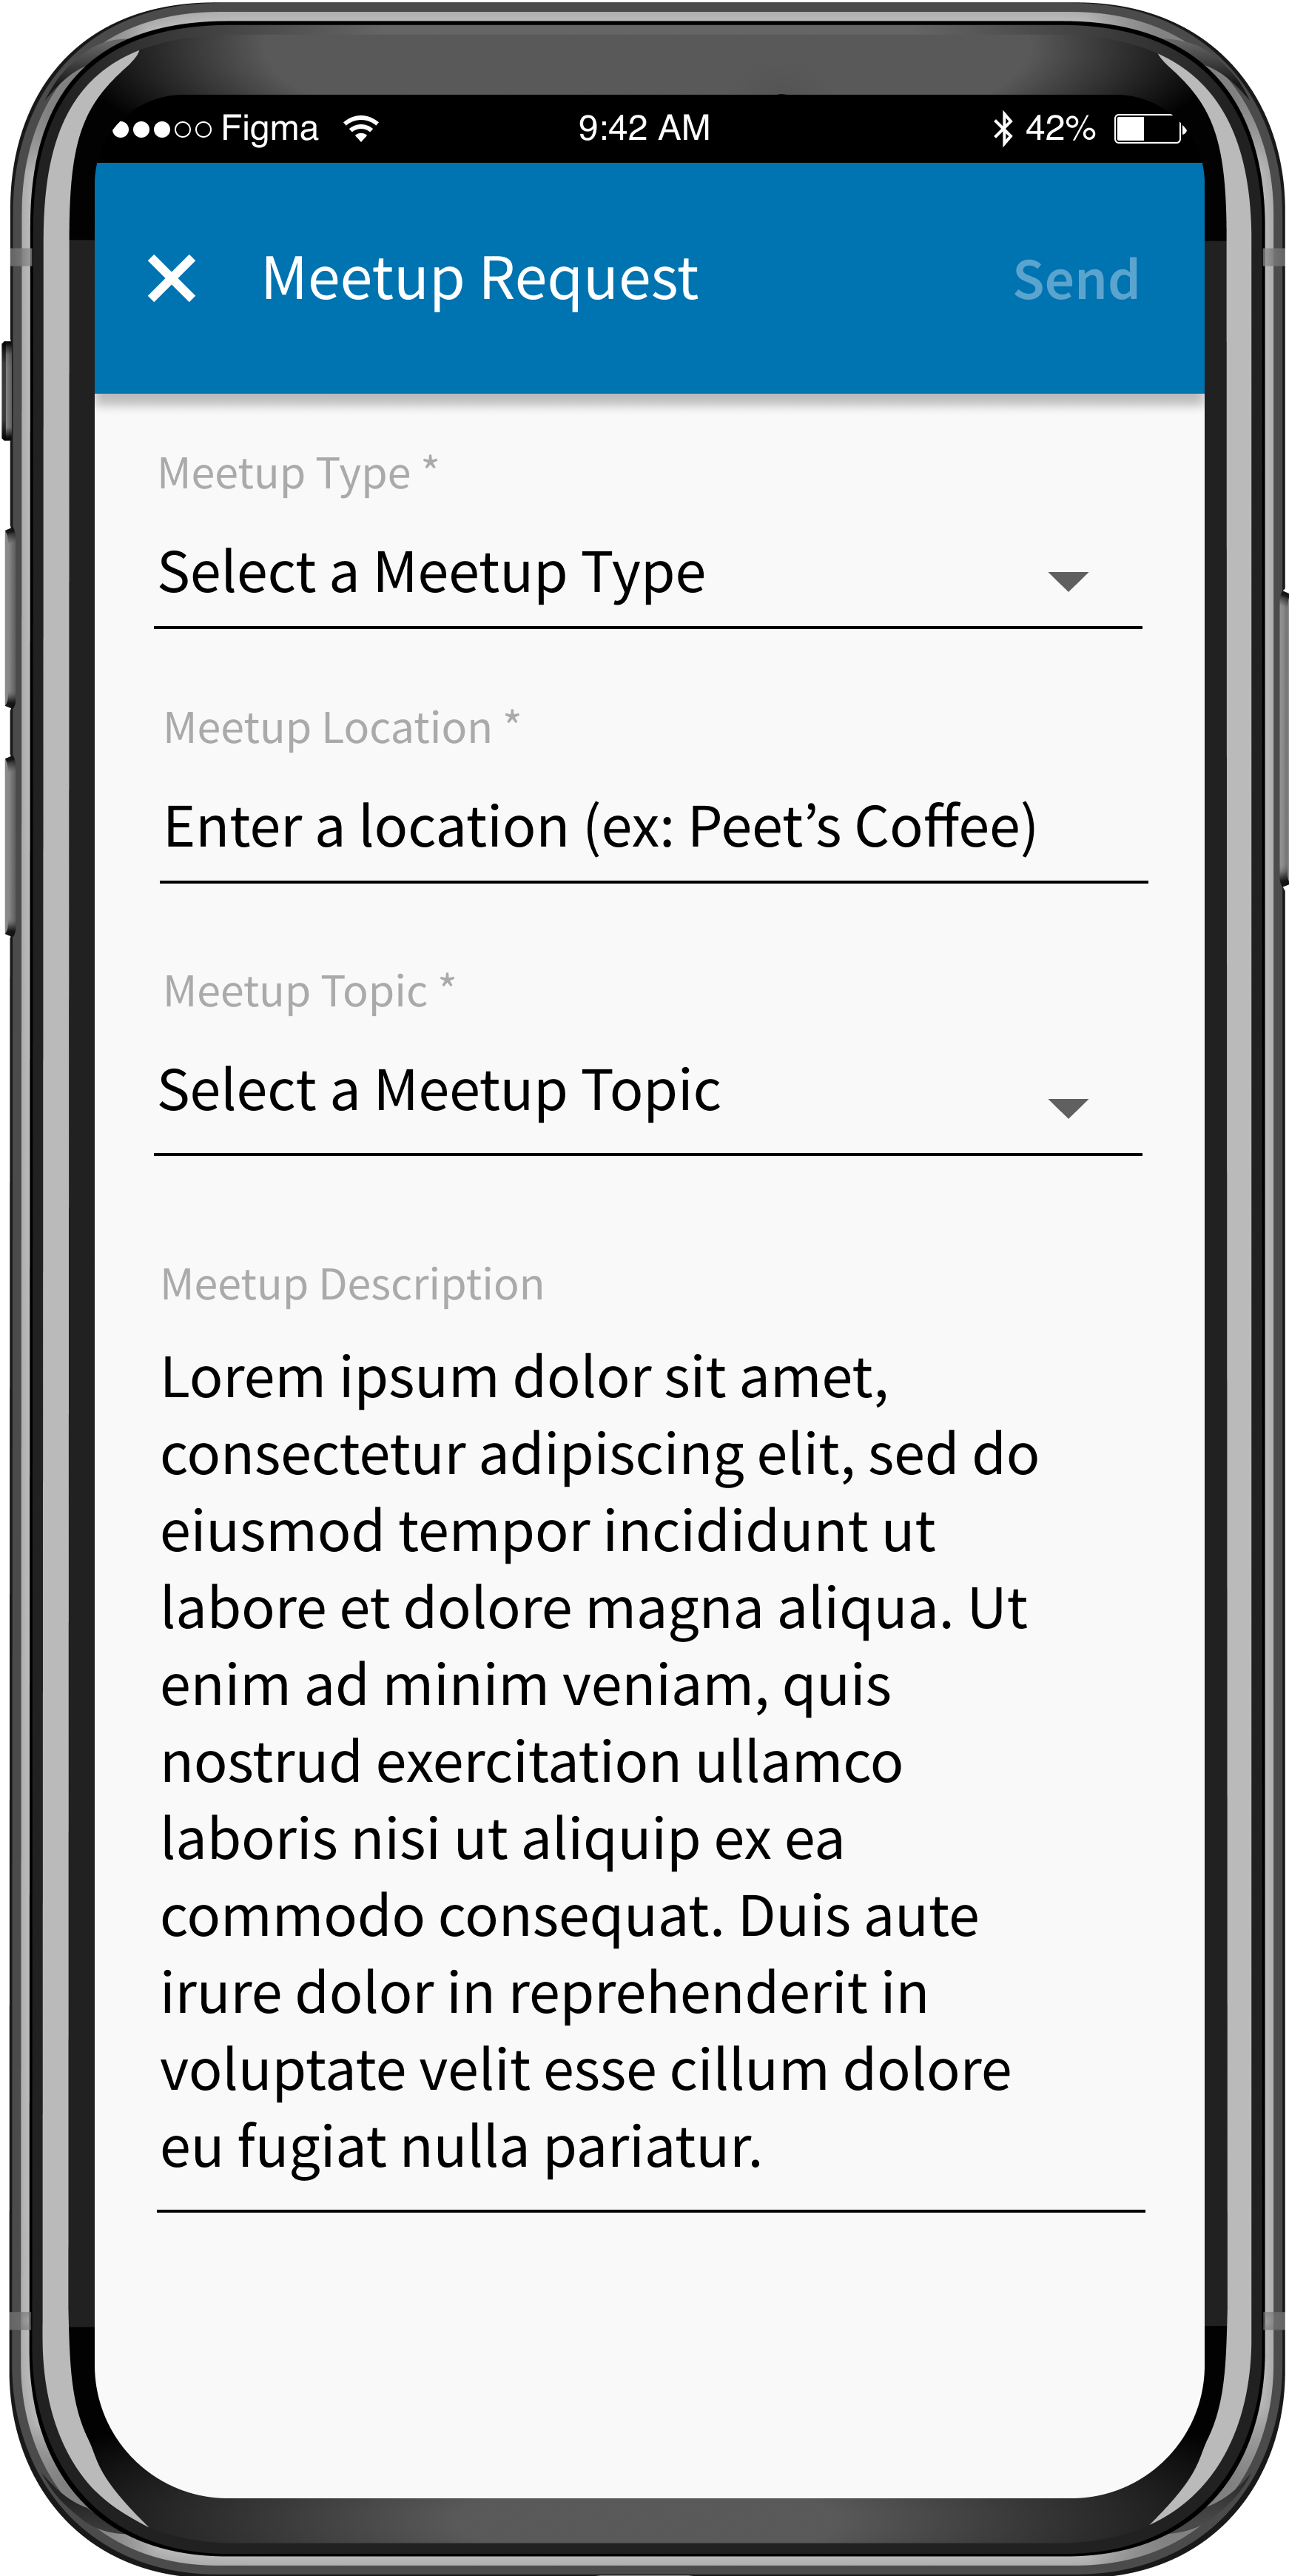 Figma 9:42 AM 42%
Meetup Request Send
Meetup Type *
Select a Meetup Type
Meetup Location *
Enter a location (ex: Peet’s Coffee)
Meetup Topic *
Select a Meetup Topic
Meetup Description
Lorem ipsum dolor sit amet,
consectetur adipiscing elit, sed do
eiusmod tempor incididunt ut
labore et dolore magna aliqua. Ut
enim ad minim veniam, quis
nostrud exercitation ullamco
laboris nisi ut aliquip ex ea
commodo consequat. Duis aute
irure dolor in reprehenderit in
voluptate velit esse cillum dolore
eu fugiat nulla pariatur.